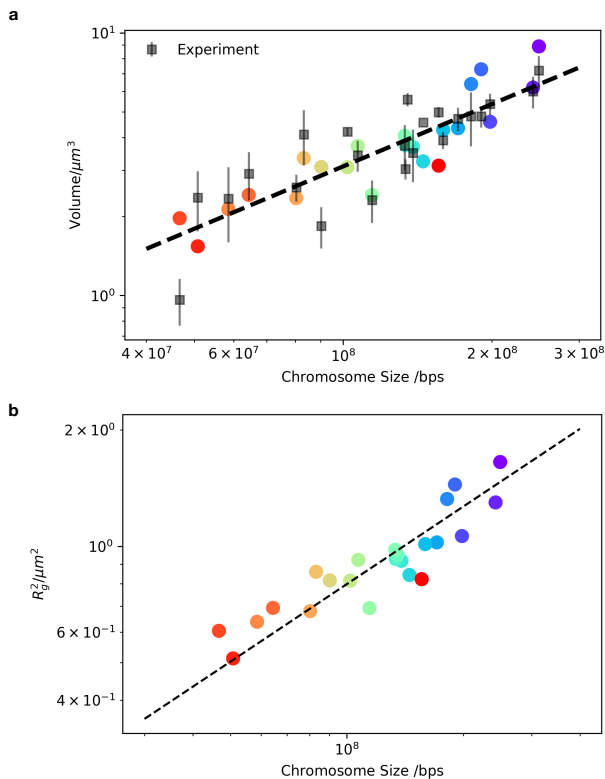 a
10¹
Experiment
Volume/μm³
10⁰
4 × 10⁷
6 × 10⁷
10⁸
2 × 10⁸
3 × 10⁸
Chromosome Size /bps
b
2 × 10⁰
10⁰
R_g²/μm²
6 × 10⁻¹
4 × 10⁻¹
10⁸
Chromosome Size /bps